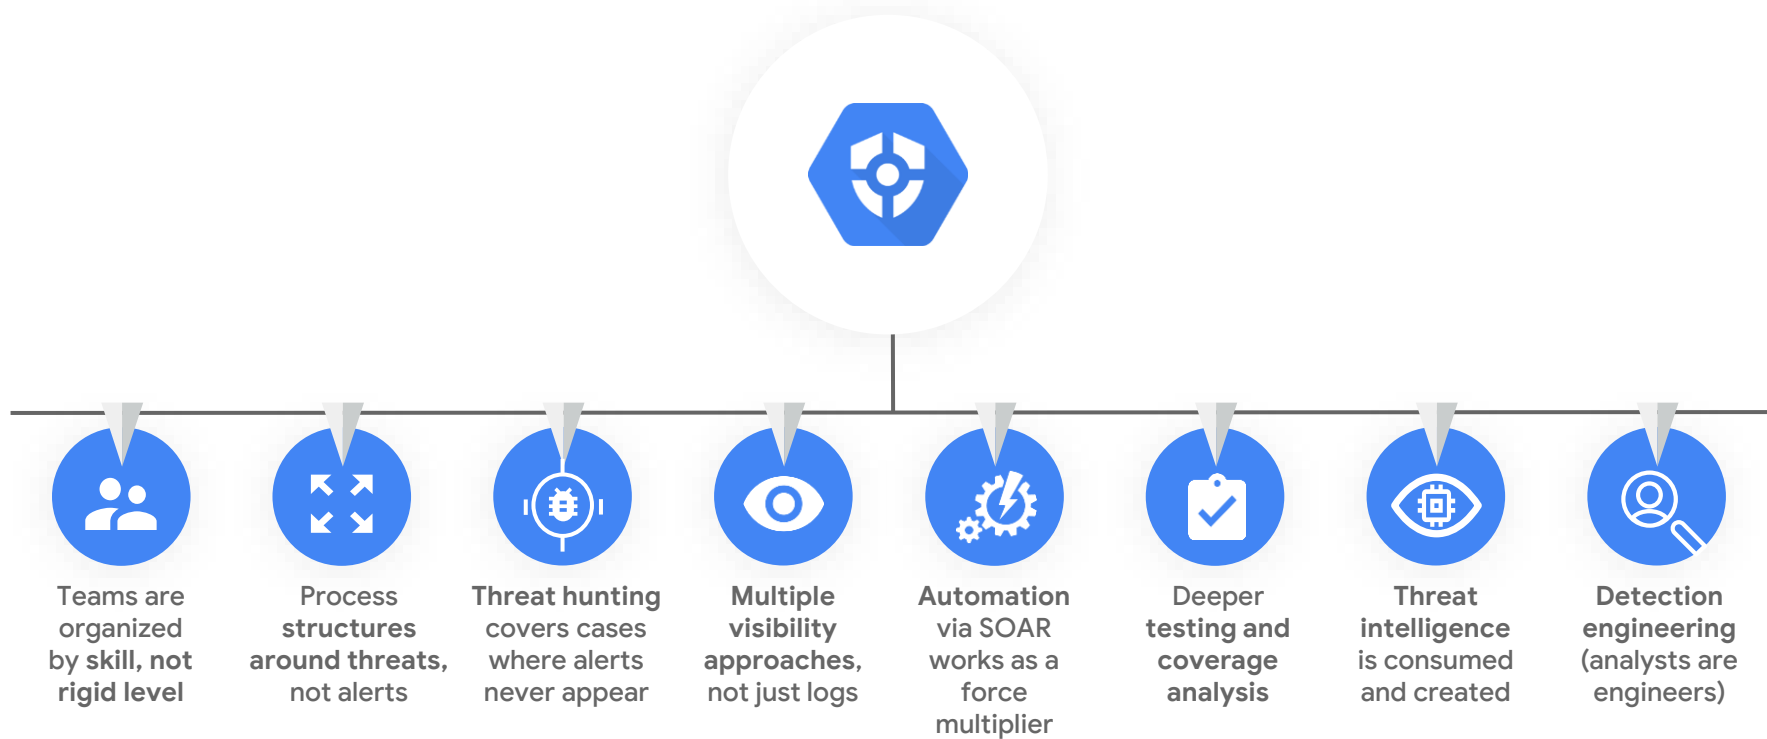 Teams are
organized
by skill, not
rigid level
Process
structures
around threats,
not alerts
Threat hunting
covers cases
where alerts
never appear
Multiple
visibility
approaches,
not just logs
Automation
via SOAR
works as a
force
multiplier
Deeper
testing and
coverage
analysis
Threat
intelligence
is consumed
and created
Detection
engineering
(analysts are
engineers)